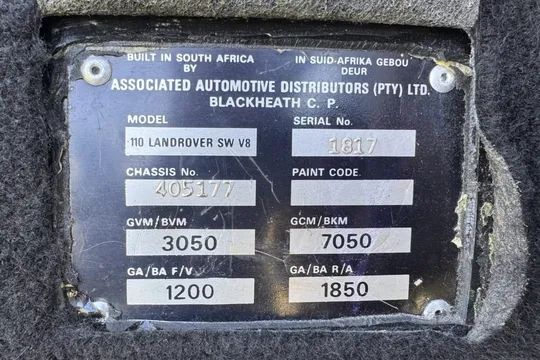 BUILT IN SOUTH AFRICA IN SUID-AFRIKA GEBOU
BY DEUR
ASSOCIATED AUTOMOTIVE DISTRIBUTORS (PTY) LTD.
BLACKHEATH C. P.
MODEL SERIAL No.
110 LANDROVER SW V8 1817
CHASSIS No. PAINT CODE
405177
GVM/BVM GCM/BKM
3050 7050
GA/BA F/V GA/BA R/A
1200 1850